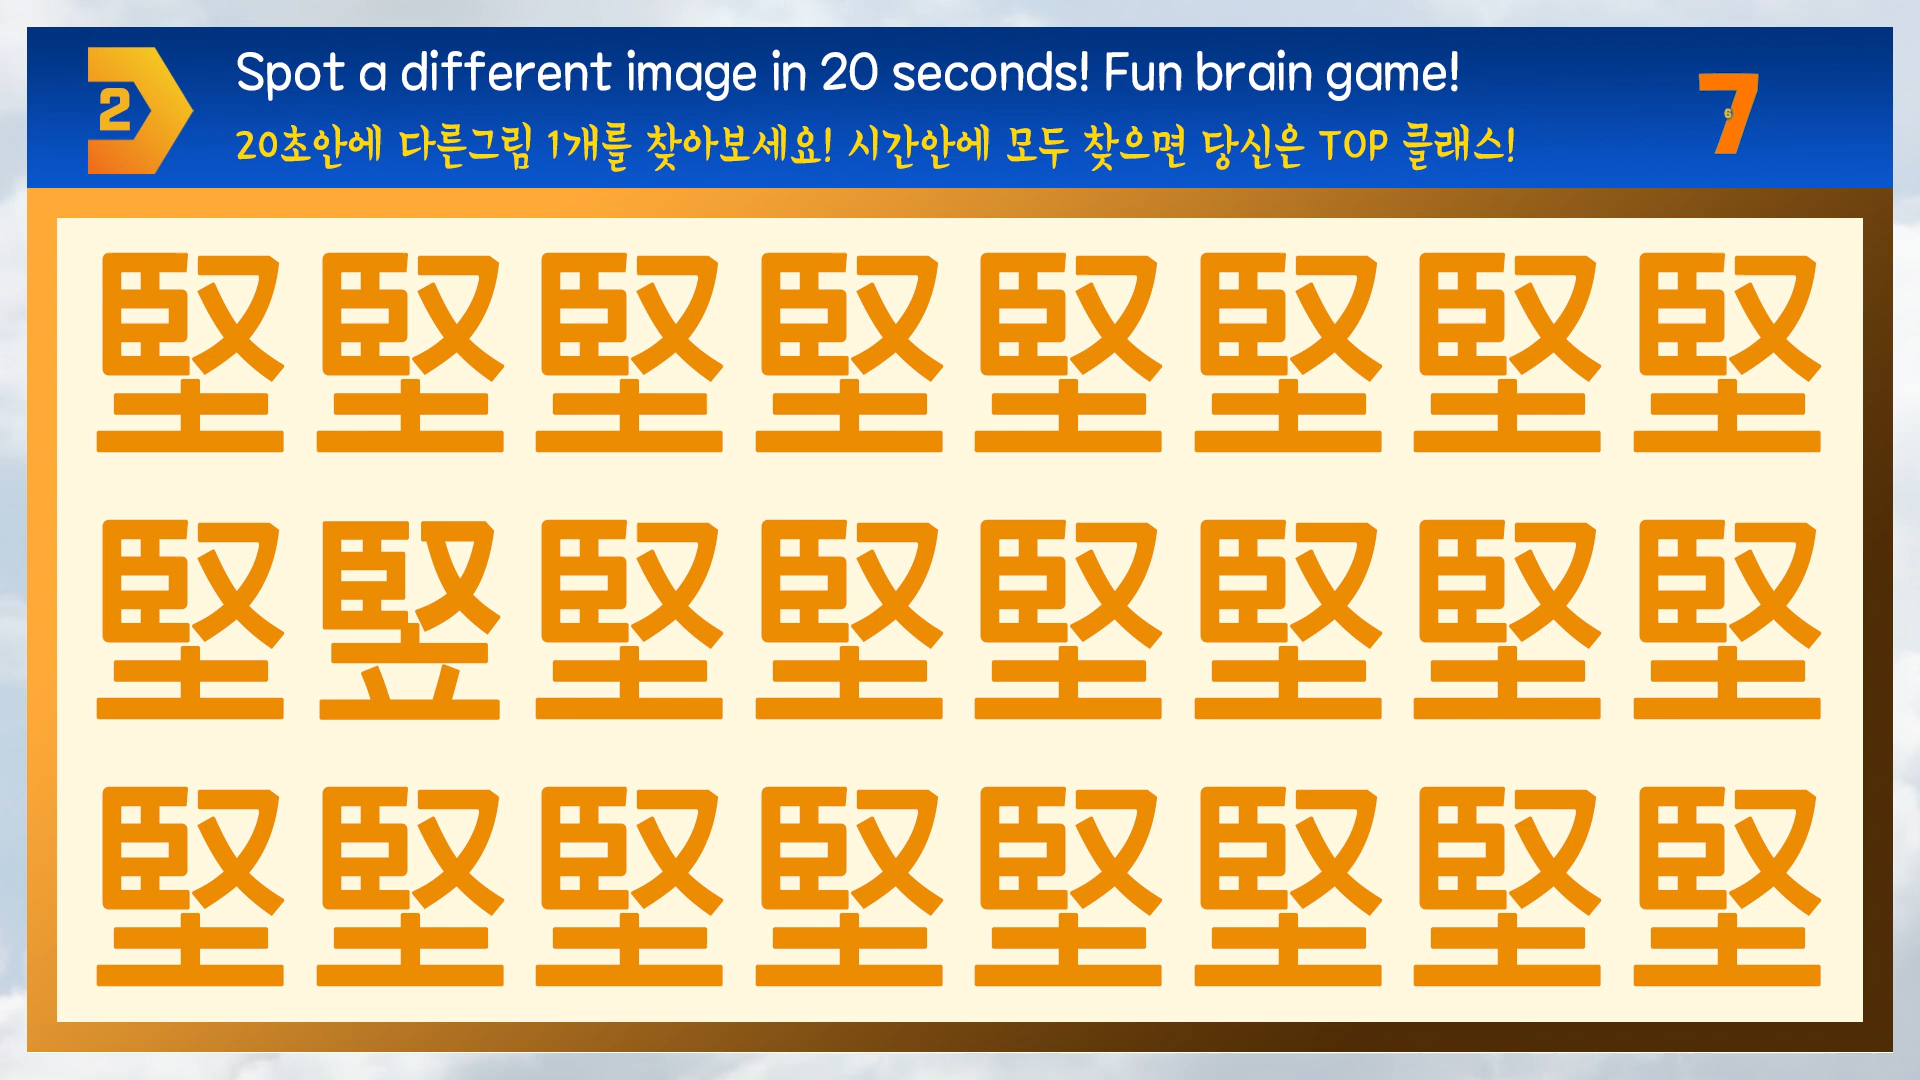 2
Spot a different image in 20 seconds! Fun brain game!
20초안에 다른그림 1개를 찾아보세요! 시간안에 모두 찾으면 당신은 TOP 클래스!
7
6
堅 堅 堅 堅 堅 堅 堅 堅
堅 竪 堅 堅 堅 堅 堅 堅
堅 堅 堅 堅 堅 堅 堅 堅